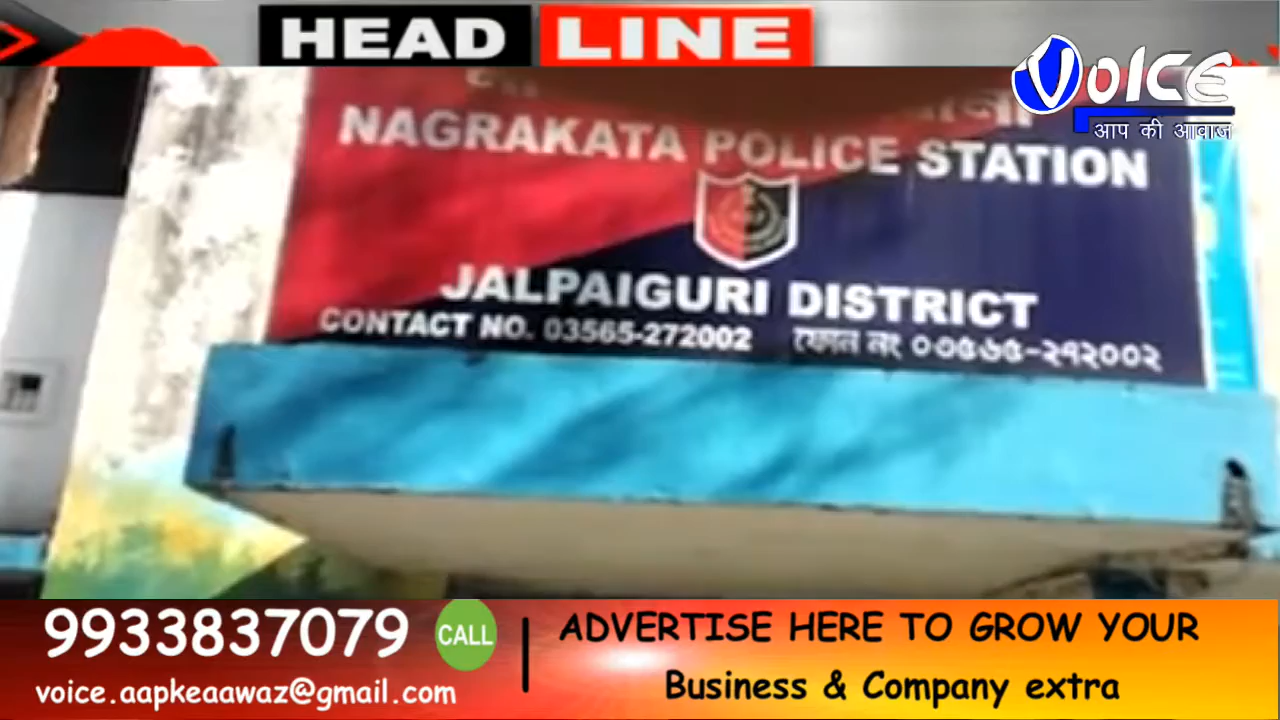 HEAD LINE
VOICE
आप की आवाज
NAGRAKATA POLICE STATION
JALPAIGURI DISTRICT
CONTACT NO. 03565-272002 ফোন নং ০৩৫৬৫-২৭২০০২
9933837079 CALL
ADVERTISE HERE TO GROW YOUR
voice.aapkeaawaz@gmail.com
Business & Company extra